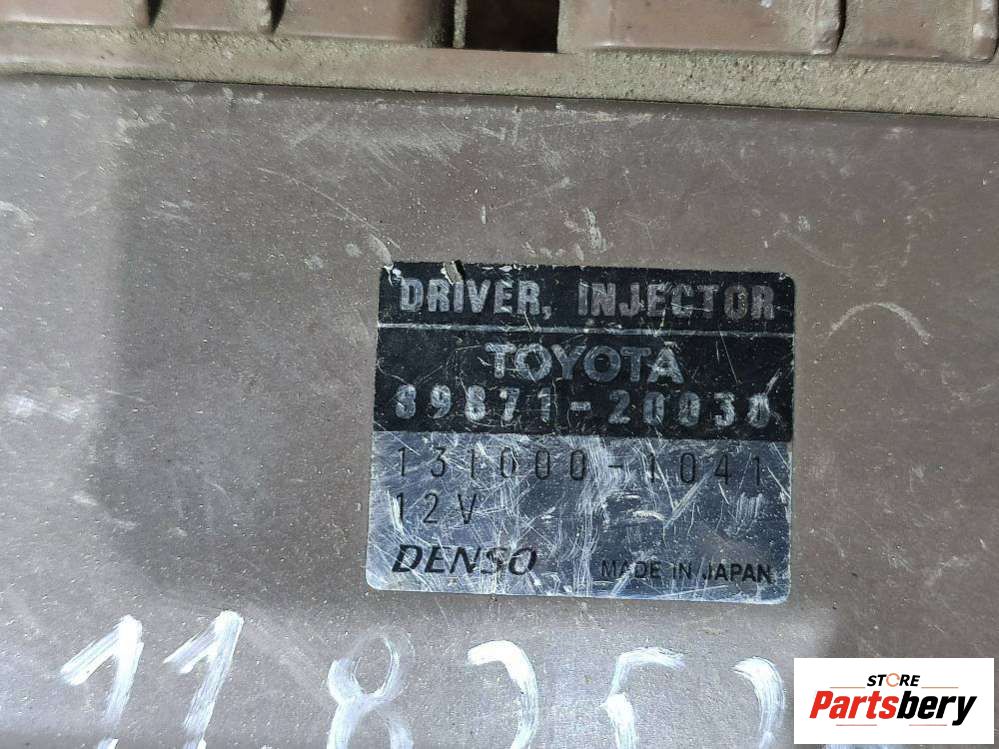 DRIVER, INJECTOR
TOYOTA
89871-20030
131000-1041
12V
DENSO MADE IN JAPAN
STORE
Partsbery